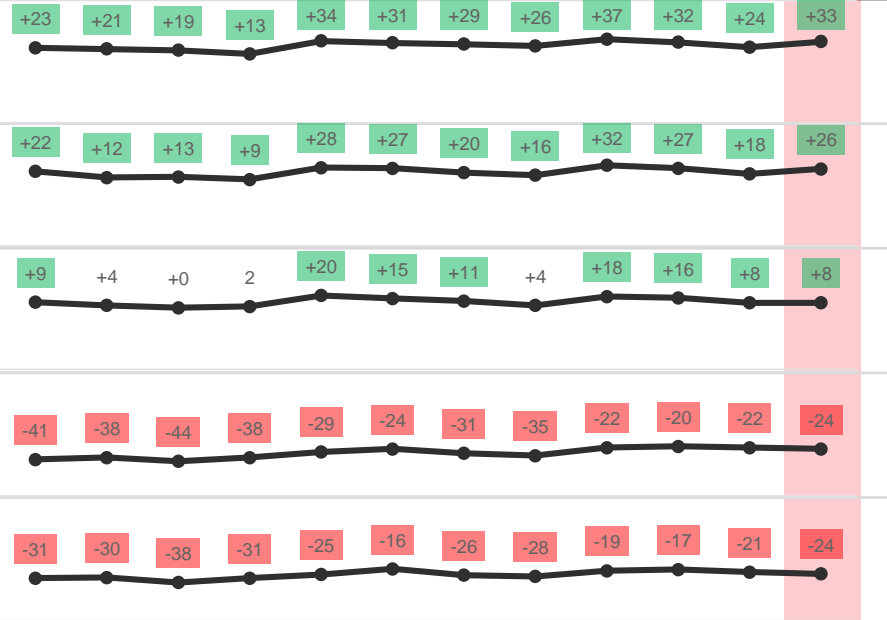 +23 +21 +19 +13 +34 +31 +29 +26 +37 +32 +24 +33
+22 +12 +13 +9 +28 +27 +20 +16 +32 +27 +18 +26
+9 +4 +0 2 +20 +15 +11 +4 +18 +16 +8 +8
-41 -38 -44 -38 -29 -24 -31 -35 -22 -20 -22 -24
-31 -30 -38 -31 -25 -16 -26 -28 -19 -17 -21 -24